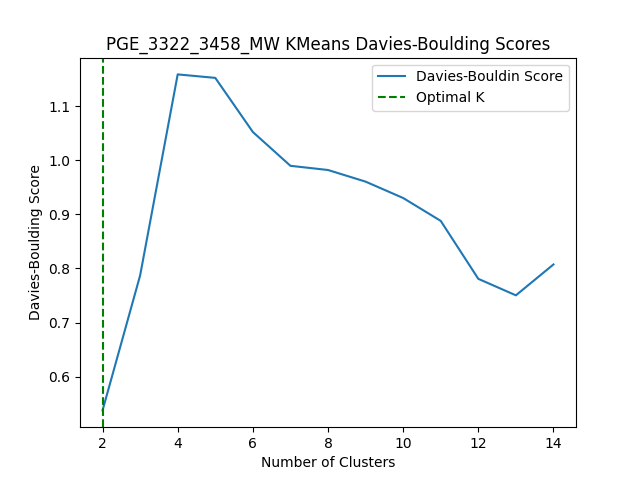 PGE_3322_3458_MW KMeans Davies-Boulding Scores
Davies-Bouldin Score
Optimal K
Davies-Boulding Score
1.1
1.0
0.9
0.8
0.7
0.6
2 4 6 8 10 12 14
Number of Clusters